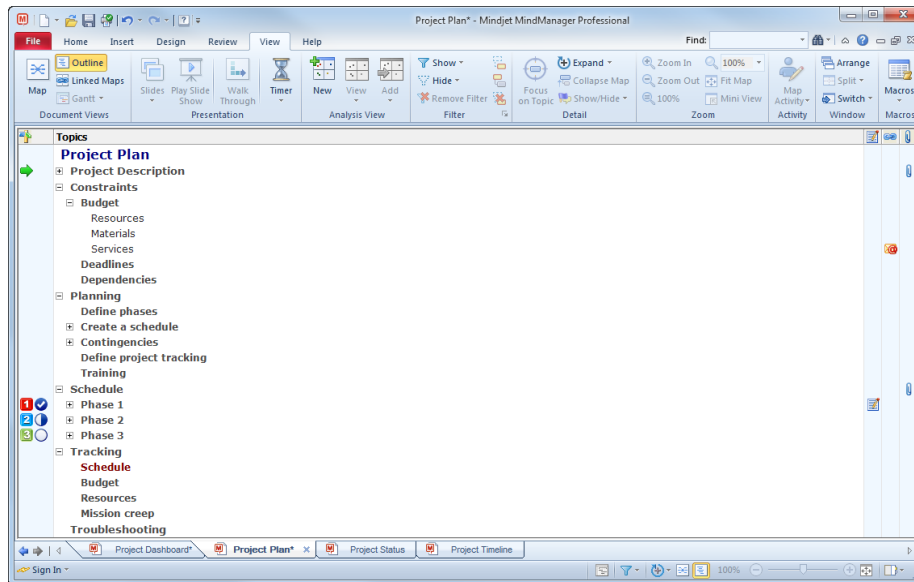 Project Plan* - Mindjet MindManager Professional
File Home Insert Design Review View Help Find:
Map
Outline
Linked Maps
Gantt
Document Views
Slides
Play Slide Show
Walk Through
Timer
Presentation
New
View
Add
Analysis View
Show
Hide
Remove Filter
Filter
Focus on Topic
Expand
Collapse Map
Show/Hide
Detail
Zoom In
Zoom Out
100%
100%
Fit Map
Mini View
Zoom
Map Activity
Activity
Arrange
Split
Switch
Window
Macros
Macros
Topics
Project Plan
Project Description
Constraints
Budget
Resources
Materials
Services
Deadlines
Dependencies
Planning
Define phases
Create a schedule
Contingencies
Define project tracking
Training
Schedule
1 Phase 1
2 Phase 2
3 Phase 3
Tracking
Schedule
Budget
Resources
Mission creep
Troubleshooting
Project Dashboard* Project Plan* Project Status Project Timeline
Sign In 100%